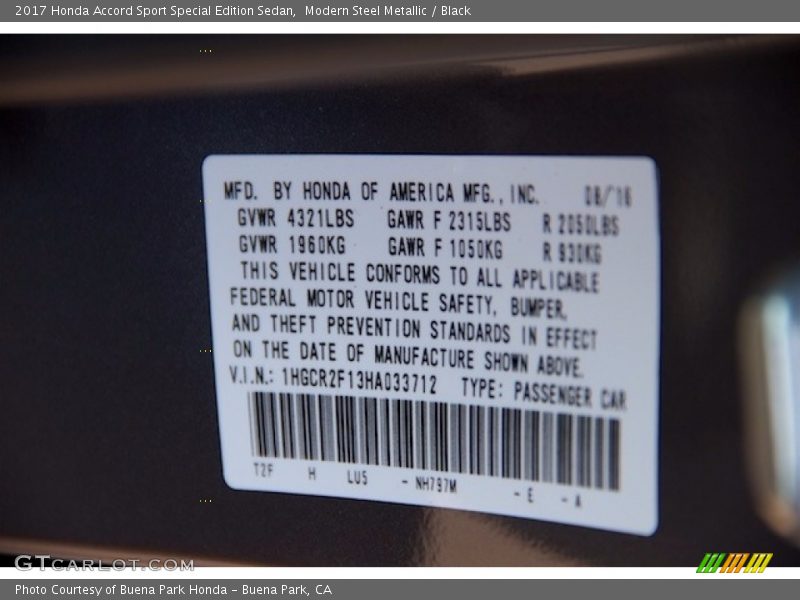 2017 Honda Accord Sport Special Edition Sedan,  Modern Steel Metallic / Black
MFD. BY HONDA OF AMERICA MFG., INC. 08/16
GVWR 4321LBS GAWR F 2315LBS R 2050LBS
GVWR 1960KG GAWR F 1050KG R 930KG
THIS VEHICLE CONFORMS TO ALL APPLICABLE
FEDERAL MOTOR VEHICLE SAFETY, BUMPER,
AND THEFT PREVENTION STANDARDS IN EFFECT
ON THE DATE OF MANUFACTURE SHOWN ABOVE.
V.I.N.: 1HGCR2F13HA033712 TYPE: PASSENGER CAR
T2F H LU5 - NH797M - E - A
GTCARLOT.COM
Photo Courtesy of Buena Park Honda - Buena Park, CA